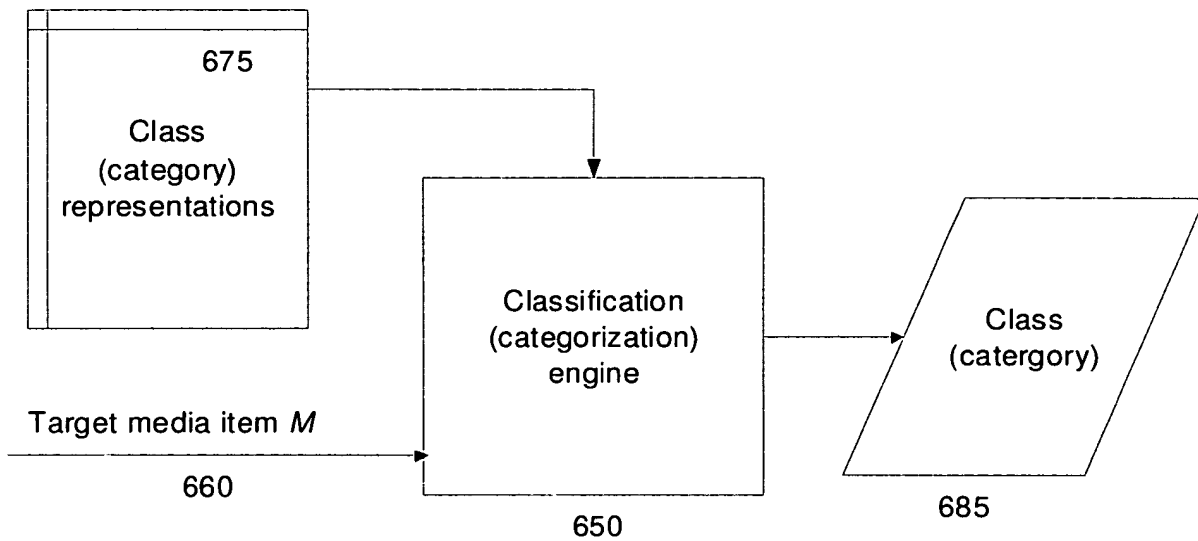 675
Class
(category)
representations
Classification
(categorization)
engine
Class
(catergory)
Target media item M
660
650
685